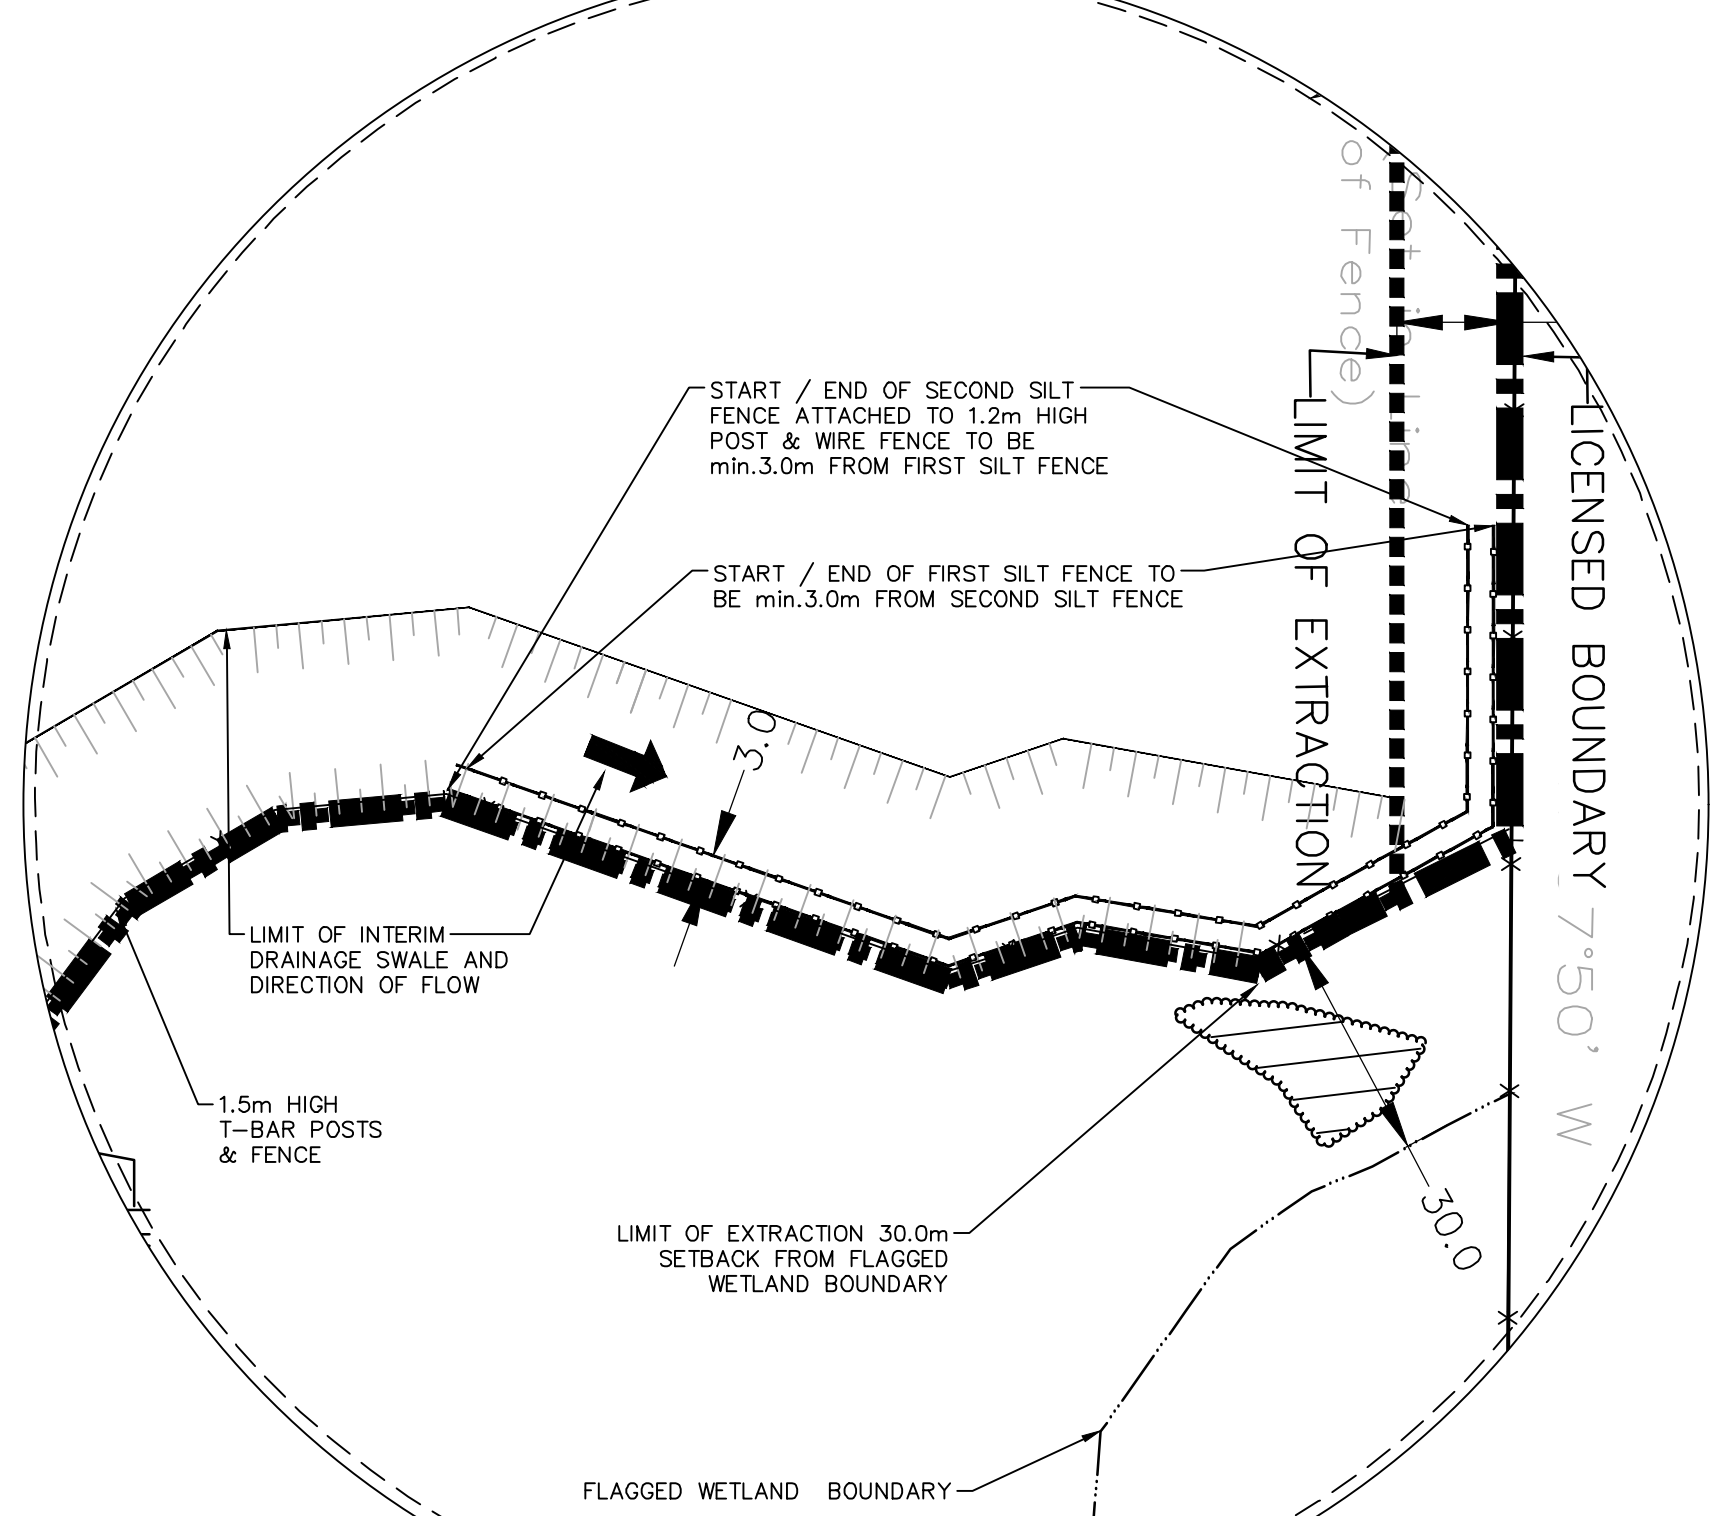 (Set in Line
of Fence)
START / END OF SECOND SILT
FENCE ATTACHED TO 1.2m HIGH
POST & WIRE FENCE TO BE
min.3.0m FROM FIRST SILT FENCE
LIMIT OF EXTRACTION
LICENSED BOUNDARY
START / END OF FIRST SILT FENCE TO
BE min.3.0m FROM SECOND SILT FENCE
3.0
LIMIT OF INTERIM
DRAINAGE SWALE AND
DIRECTION OF FLOW
7°50' W
1.5m HIGH
T-BAR POSTS
& FENCE
30.0
LIMIT OF EXTRACTION 30.0m
SETBACK FROM FLAGGED
WETLAND BOUNDARY
FLAGGED WETLAND BOUNDARY